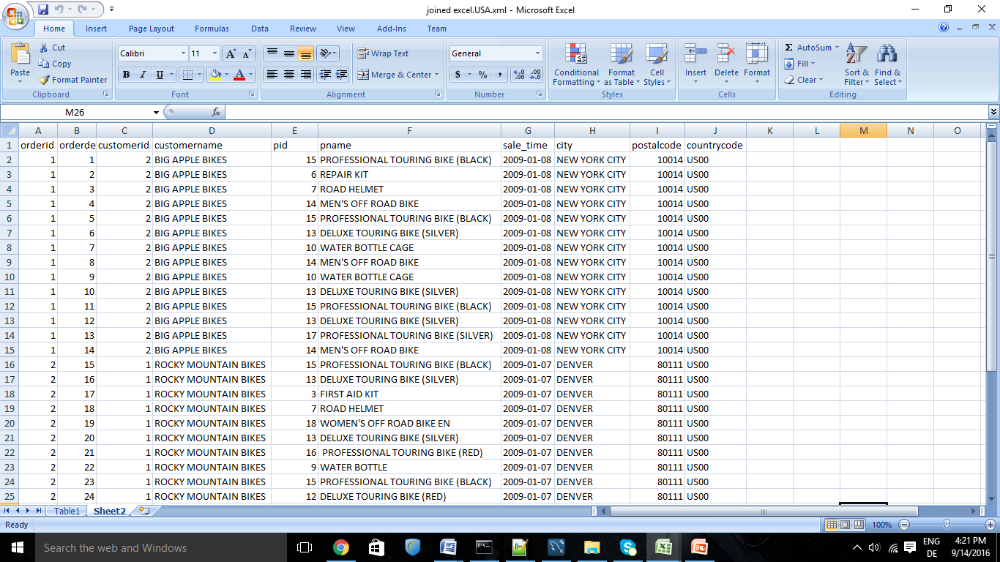 joined excel.USA.xml - Microsoft Excel
Home Insert Page Layout Formulas Data Review View Add-Ins Team
Paste Cut Copy Format Painter Clipboard
Calibri 11 B I U Font
Wrap Text Merge & Center Alignment
General $ % , Number
Conditional Formatting Format as Table Cell Styles Styles
Insert Delete Format Cells
Σ AutoSum Fill Clear Sort & Filter Find & Select Editing
M26 fx
A B C D E F G H I J K L M N O
1 orderid orderde customerid customername pid pname sale_time city postalcode countrycode
2 1 1 2 BIG APPLE BIKES 15 PROFESSIONAL TOURING BIKE (BLACK) 2009-01-08 NEW YORK CITY 10014 US00
3 1 2 2 BIG APPLE BIKES 6 REPAIR KIT 2009-01-08 NEW YORK CITY 10014 US00
4 1 3 2 BIG APPLE BIKES 7 ROAD HELMET 2009-01-08 NEW YORK CITY 10014 US00
5 1 4 2 BIG APPLE BIKES 14 MEN'S OFF ROAD BIKE 2009-01-08 NEW YORK CITY 10014 US00
6 1 5 2 BIG APPLE BIKES 15 PROFESSIONAL TOURING BIKE (BLACK) 2009-01-08 NEW YORK CITY 10014 US00
7 1 6 2 BIG APPLE BIKES 13 DELUXE TOURING BIKE (SILVER) 2009-01-08 NEW YORK CITY 10014 US00
8 1 7 2 BIG APPLE BIKES 10 WATER BOTTLE CAGE 2009-01-08 NEW YORK CITY 10014 US00
9 1 8 2 BIG APPLE BIKES 14 MEN'S OFF ROAD BIKE 2009-01-08 NEW YORK CITY 10014 US00
10 1 9 2 BIG APPLE BIKES 10 WATER BOTTLE CAGE 2009-01-08 NEW YORK CITY 10014 US00
11 1 10 2 BIG APPLE BIKES 13 DELUXE TOURING BIKE (SILVER) 2009-01-08 NEW YORK CITY 10014 US00
12 1 11 2 BIG APPLE BIKES 15 PROFESSIONAL TOURING BIKE (BLACK) 2009-01-08 NEW YORK CITY 10014 US00
13 1 12 2 BIG APPLE BIKES 13 DELUXE TOURING BIKE (SILVER) 2009-01-08 NEW YORK CITY 10014 US00
14 1 13 2 BIG APPLE BIKES 17 PROFESSIONAL TOURING BIKE (SILVER) 2009-01-08 NEW YORK CITY 10014 US00
15 1 14 2 BIG APPLE BIKES 14 MEN'S OFF ROAD BIKE 2009-01-08 NEW YORK CITY 10014 US00
16 2 15 1 ROCKY MOUNTAIN BIKES 15 PROFESSIONAL TOURING BIKE (BLACK) 2009-01-07 DENVER 80111 US00
17 2 16 1 ROCKY MOUNTAIN BIKES 13 DELUXE TOURING BIKE (SILVER) 2009-01-07 DENVER 80111 US00
18 2 17 1 ROCKY MOUNTAIN BIKES 3 FIRST AID KIT 2009-01-07 DENVER 80111 US00
19 2 18 1 ROCKY MOUNTAIN BIKES 7 ROAD HELMET 2009-01-07 DENVER 80111 US00
20 2 19 1 ROCKY MOUNTAIN BIKES 18 WOMEN'S OFF ROAD BIKE EN 2009-01-07 DENVER 80111 US00
21 2 20 1 ROCKY MOUNTAIN BIKES 13 DELUXE TOURING BIKE (SILVER) 2009-01-07 DENVER 80111 US00
22 2 21 1 ROCKY MOUNTAIN BIKES 16 PROFESSIONAL TOURING BIKE (RED) 2009-01-07 DENVER 80111 US00
23 2 22 1 ROCKY MOUNTAIN BIKES 9 WATER BOTTLE 2009-01-07 DENVER 80111 US00
24 2 23 1 ROCKY MOUNTAIN BIKES 15 PROFESSIONAL TOURING BIKE (BLACK) 2009-01-07 DENVER 80111 US00
25 2 24 1 ROCKY MOUNTAIN BIKES 12 DELUXE TOURING BIKE (RED) 2009-01-07 DENVER 80111 US00
Table1 Sheet2
Ready 100%
Search the web and Windows ENG 4:21 PM
DE 9/14/2016